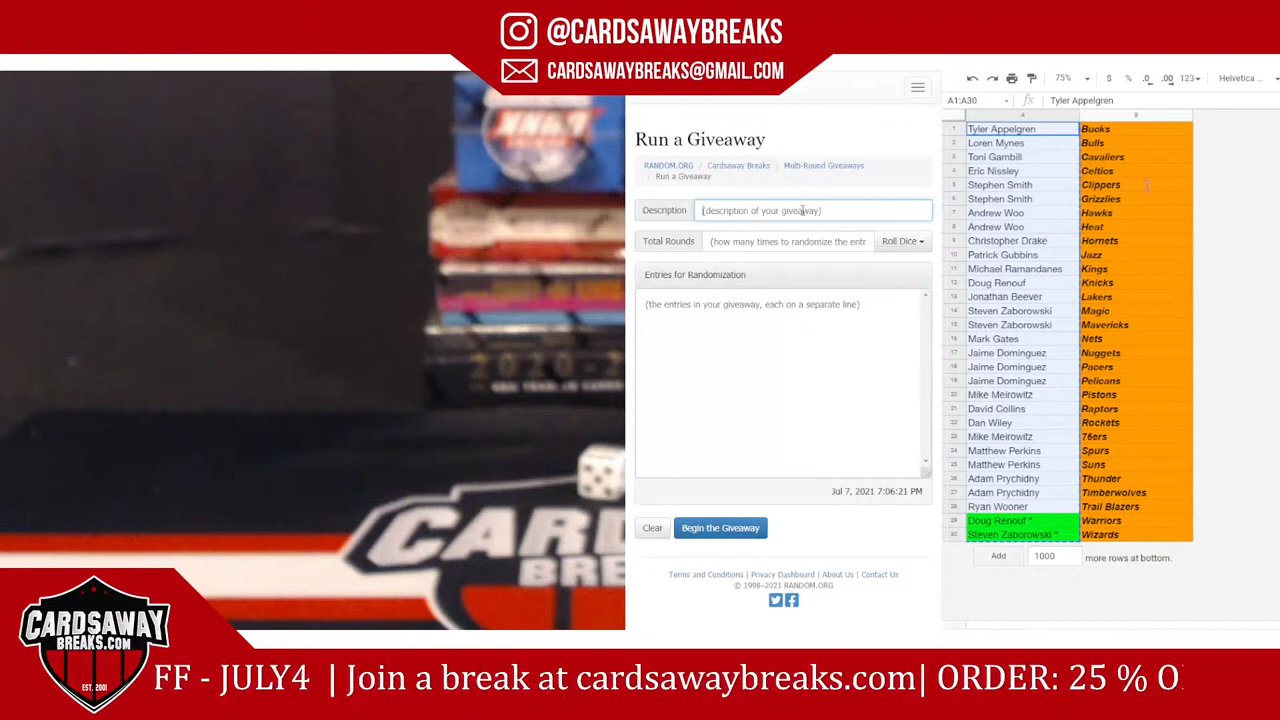 @CARDSAWAYBREAKS
CARDSAWAYBREAKS@GMAIL.COM
Run a Giveaway
RANDOM.ORG / Cardsaway Breaks / Multi-Round Giveaways
/ Run a Giveaway
Description (description of your giveaway)
Total Rounds (how many times to randomize the entr Roll Dice
Entries for Randomization
(the entries in your giveaway, each on a separate line)
Jul 7, 2021 7:06:21 PM
Clear Begin the Giveaway
Terms and Conditions | Privacy Dashboard | About Us | Contact Us
© 1998–2021 RANDOM.ORG
75% $ % .0 .00 123 Helvetica ...
A1:A30 fx Tyler Appelgren
A B
1 Tyler Appelgren Bucks
2 Loren Mynes Bulls
3 Toni Gambill Cavaliers
4 Eric Nissley Celtics
5 Stephen Smith Clippers
6 Stephen Smith Grizzlies
7 Andrew Woo Hawks
8 Andrew Woo Heat
9 Christopher Drake Hornets
10 Patrick Gubbins Jazz
11 Michael Ramandanes Kings
12 Doug Renouf Knicks
13 Jonathan Beever Lakers
14 Steven Zaborowski Magic
15 Steven Zaborowski Mavericks
16 Mark Gates Nets
17 Jaime Dominguez Nuggets
18 Jaime Dominguez Pacers
19 Jaime Dominguez Pelicans
20 Mike Meirowitz Pistons
21 David Collins Raptors
22 Dan Wiley Rockets
23 Mike Meirowitz 76ers
24 Matthew Perkins Spurs
25 Matthew Perkins Suns
26 Adam Prychidny Thunder
27 Adam Prychidny Timberwolves
28 Ryan Wooner Trail Blazers
29 Doug Renouf * Warriors
30 Steven Zaborowski * Wizards
Add 1000 more rows at bottom.
2020-2
CARDS
BRE
CARDSAWAY
BREAKS.COM
EST. 2001
FF - JULY4 | Join a break at cardsawaybreaks.com| ORDER: 25 % O